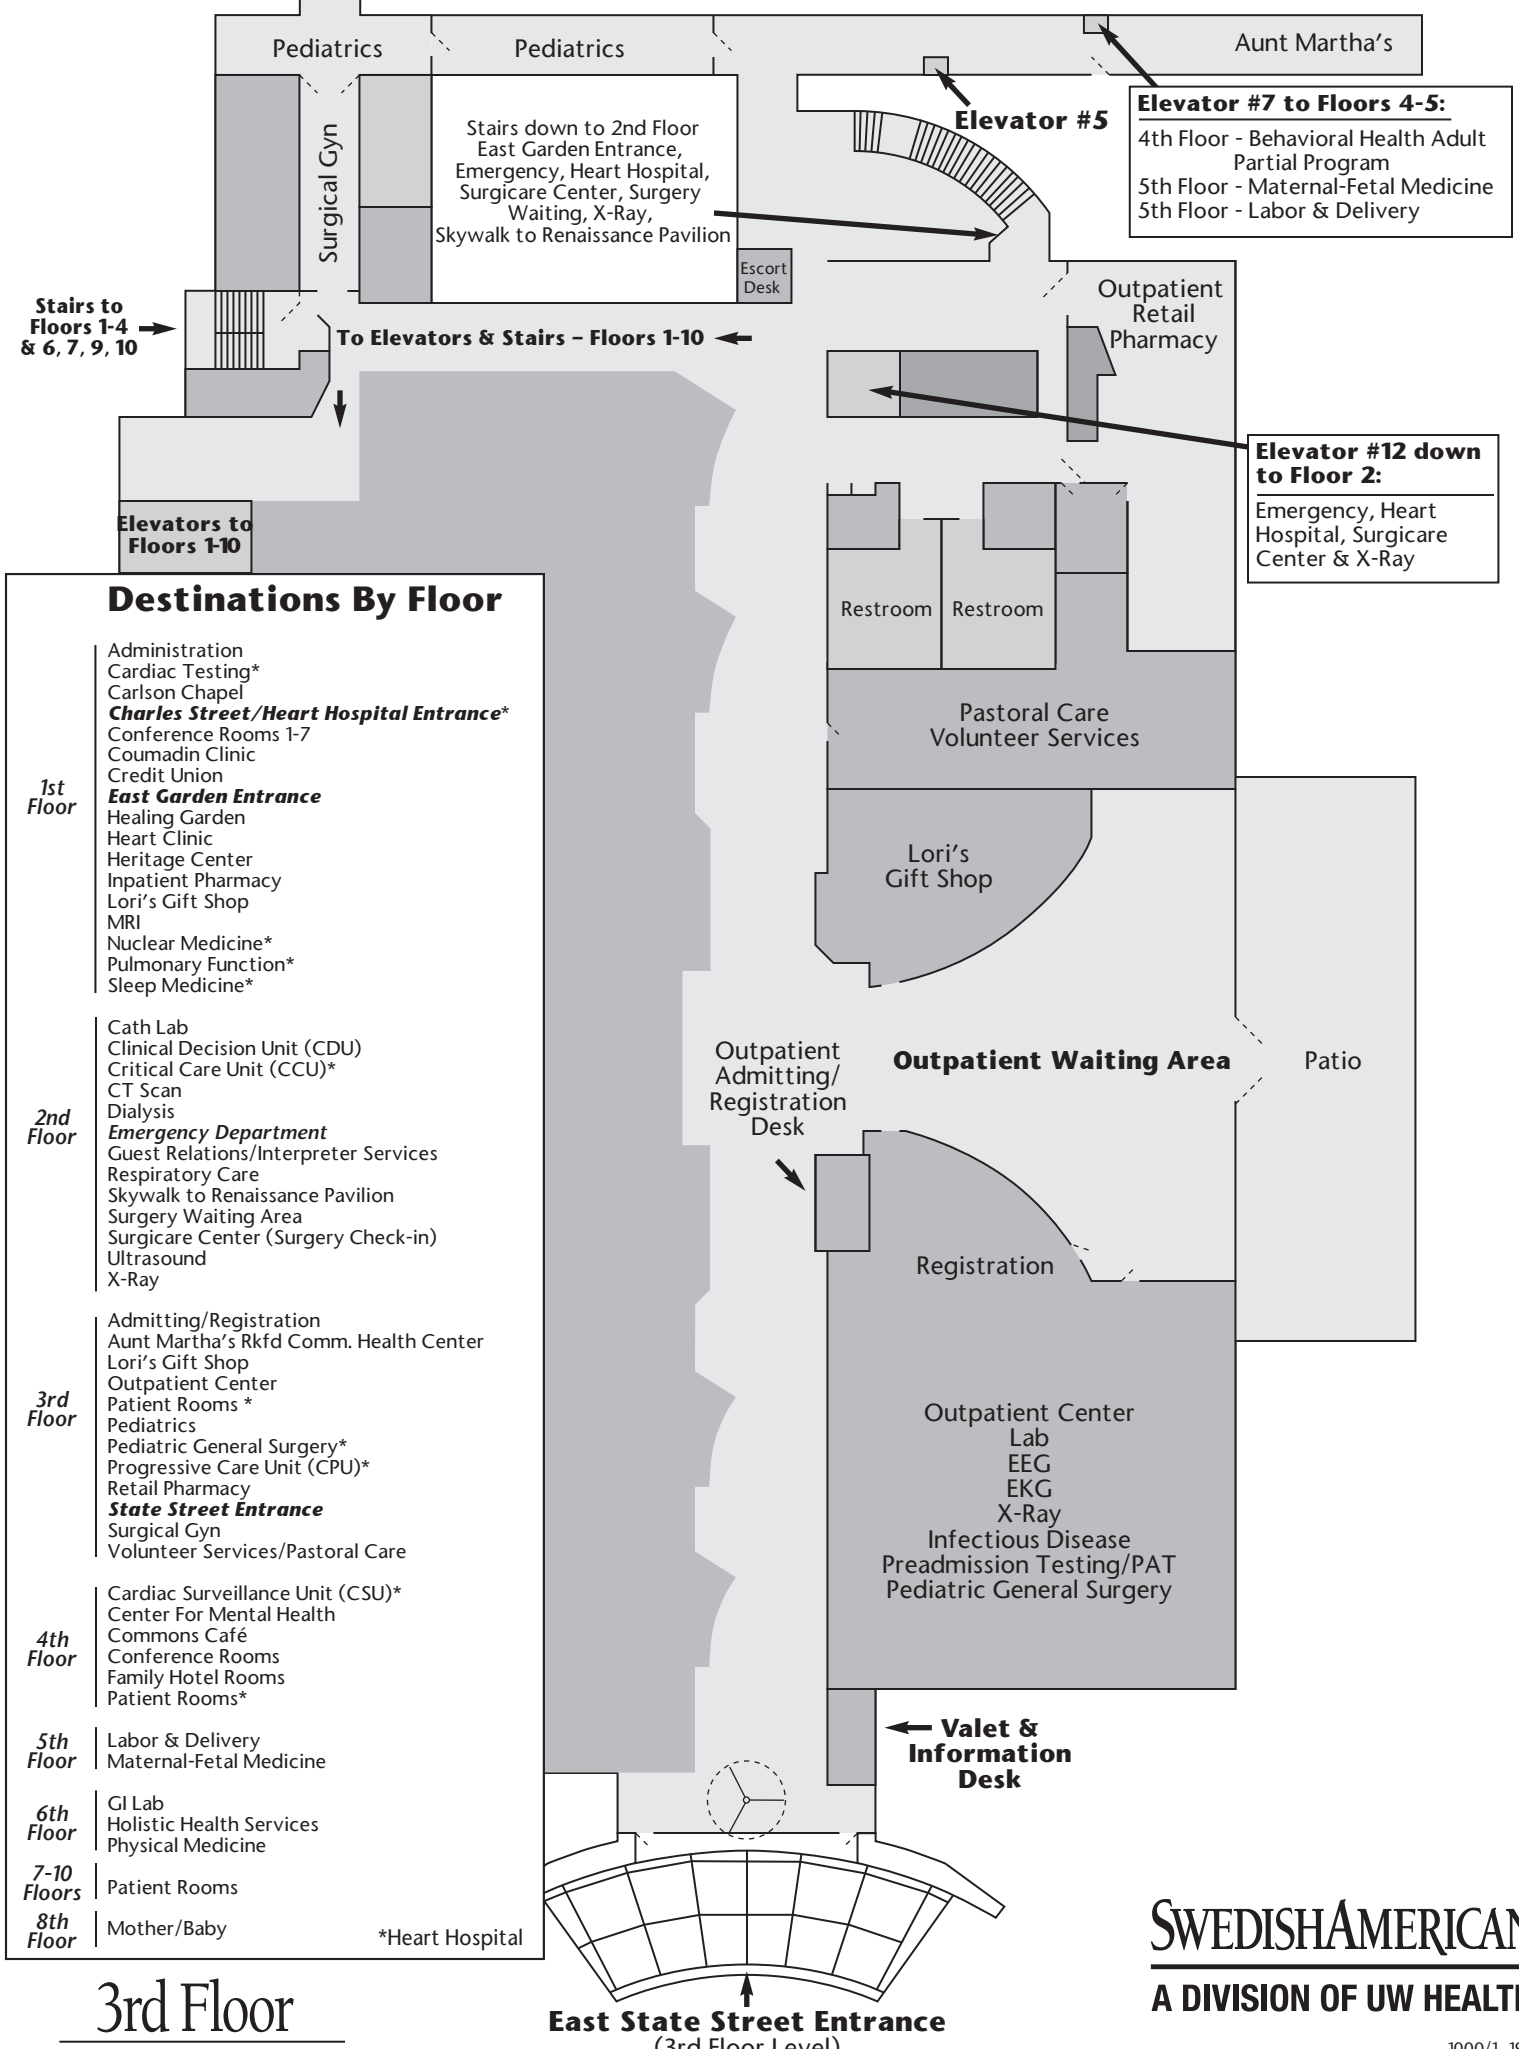 Pediatrics
Pediatrics
Aunt Martha's
Surgical Gyn
Stairs down to 2nd Floor
East Garden Entrance,
Emergency, Heart Hospital,
Surgicare Center, Surgery
Waiting, X-Ray,
Skywalk to Renaissance Pavilion
Elevator #5
Elevator #7 to Floors 4-5:
4th Floor - Behavioral Health Adult
Partial Program
5th Floor - Maternal-Fetal Medicine
5th Floor - Labor & Delivery
Escort
Desk
Outpatient
Retail
Pharmacy
Stairs to
Floors 1-4
& 6, 7, 9, 10
To Elevators & Stairs – Floors 1-10
Elevator #12 down
to Floor 2:
Emergency, Heart
Hospital, Surgicare
Center & X-Ray
Elevators to
Floors 1-10
Restroom
Restroom
Pastoral Care
Volunteer Services
Lori's
Gift Shop
Outpatient
Admitting/
Registration
Desk
Outpatient Waiting Area
Patio
Registration
Outpatient Center
Lab
EEG
EKG
X-Ray
Infectious Disease
Preadmission Testing/PAT
Pediatric General Surgery
Valet &
Information
Desk
Destinations By Floor
1st
Floor
Administration
Cardiac Testing*
Carlson Chapel
Charles Street/Heart Hospital Entrance*
Conference Rooms 1-7
Coumadin Clinic
Credit Union
East Garden Entrance
Healing Garden
Heart Clinic
Heritage Center
Inpatient Pharmacy
Lori's Gift Shop
MRI
Nuclear Medicine*
Pulmonary Function*
Sleep Medicine*
2nd
Floor
Cath Lab
Clinical Decision Unit (CDU)
Critical Care Unit (CCU)*
CT Scan
Dialysis
Emergency Department
Guest Relations/Interpreter Services
Respiratory Care
Skywalk to Renaissance Pavilion
Surgery Waiting Area
Surgicare Center (Surgery Check-in)
Ultrasound
X-Ray
3rd
Floor
Admitting/Registration
Aunt Martha's Rkfd Comm. Health Center
Lori's Gift Shop
Outpatient Center
Patient Rooms *
Pediatrics
Pediatric General Surgery*
Progressive Care Unit (CPU)*
Retail Pharmacy
State Street Entrance
Surgical Gyn
Volunteer Services/Pastoral Care
4th
Floor
Cardiac Surveillance Unit (CSU)*
Center For Mental Health
Commons Café
Conference Rooms
Family Hotel Rooms
Patient Rooms*
5th
Floor
Labor & Delivery
Maternal-Fetal Medicine
6th
Floor
GI Lab
Holistic Health Services
Physical Medicine
7-10
Floors
Patient Rooms
8th
Floor
Mother/Baby
*Heart Hospital
3rd Floor
East State Street Entrance
(3rd Floor Level)
SWEDISHAMERICAN
A DIVISION OF UW HEALTH